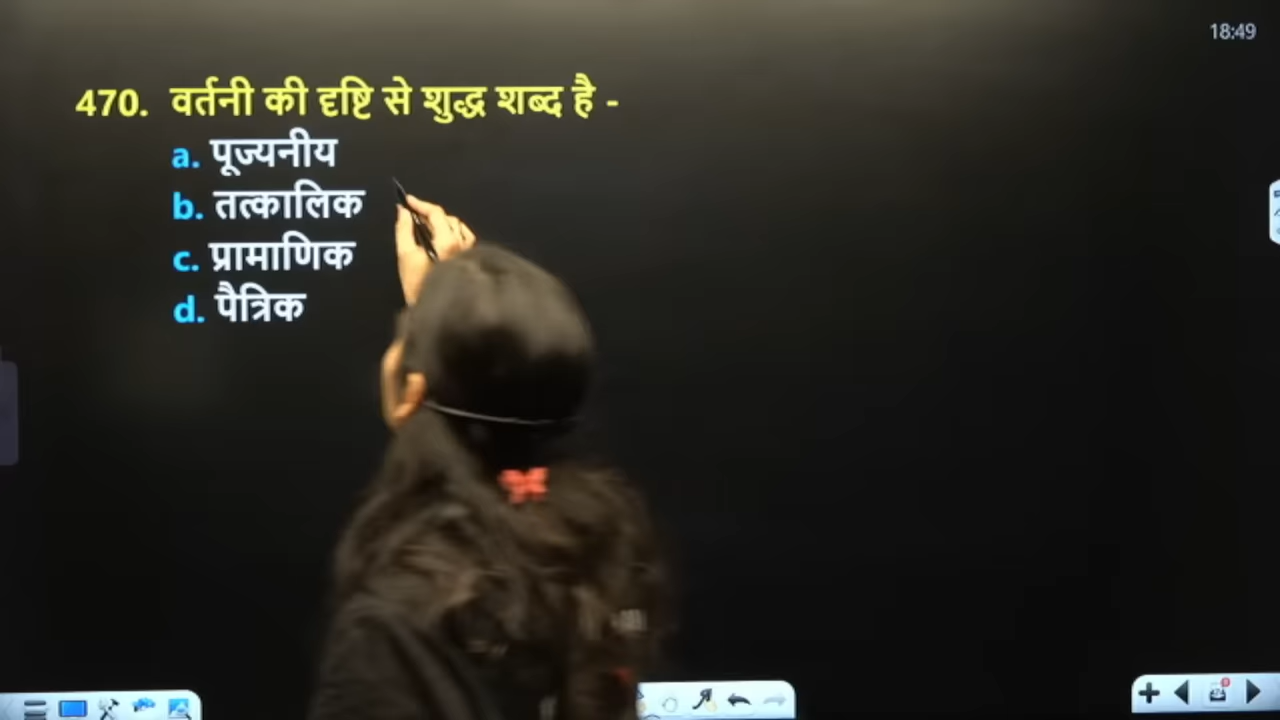 18:49
470. वर्तनी की दृष्टि से शुद्ध शब्द है -
a. पूज्यनीय
b. तत्कालिक
c. प्रामाणिक
d. पैत्रिक